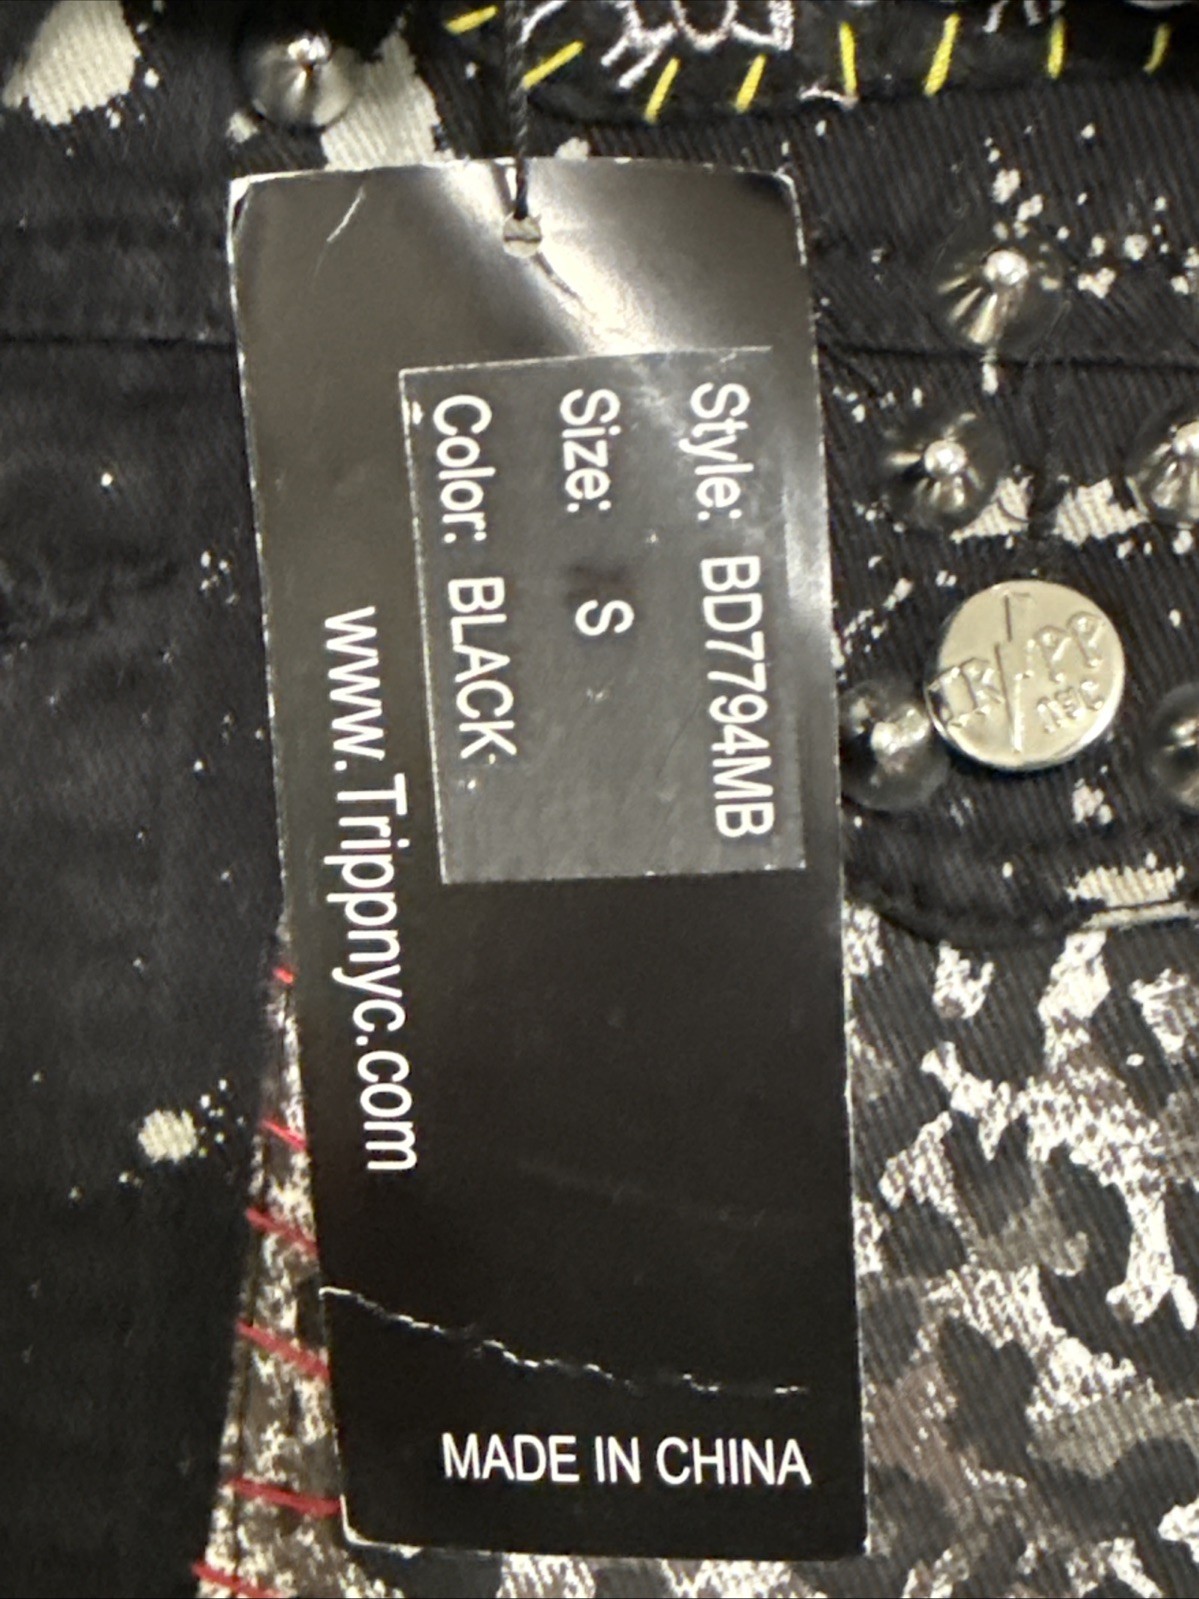 Style: BD7794MB
Size: S
Color: BLACK
www.Trippnyc.com
MADE IN CHINA
TRIPP
NYC